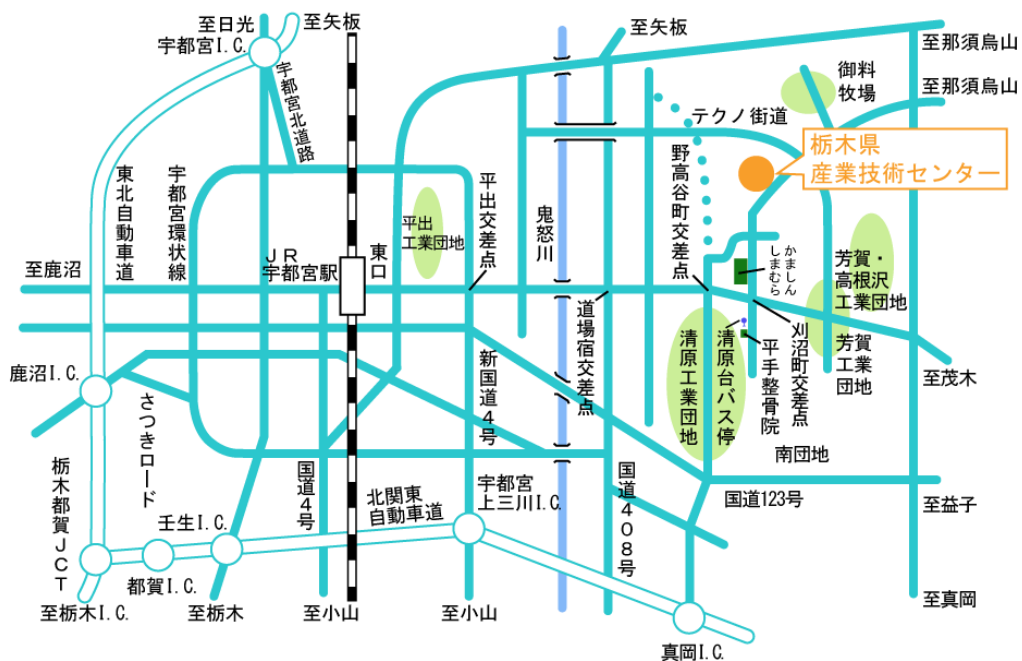 至日光
至矢板
宇都宮I.C.
宇都宮北道路
至矢板
至那須烏山
御料
牧場
至那須烏山
テクノ街道
栃木県
産業技術センター
東北自動車道
宇都宮環状線
平出
工業団地
平出交差点
鬼怒川
野高谷町交差点
JR
宇都宮駅
東口
至鹿沼
かましん
しまむら
芳賀・
高根沢
工業団地
道場宿交差点
清原工業団地
清原台バス停
平手整骨院
刈沼町交差点
芳賀
工業
団地
至茂木
鹿沼I.C.
さつきロード
新国道4号
南団地
栃木都賀JCT
壬生I.C.
都賀I.C.
国道4号
北関東
自動車道
宇都宮
上三川I.C.
国道408号
国道123号
至益子
至栃木I.C.
至栃木
至小山
至小山
真岡I.C.
至真岡